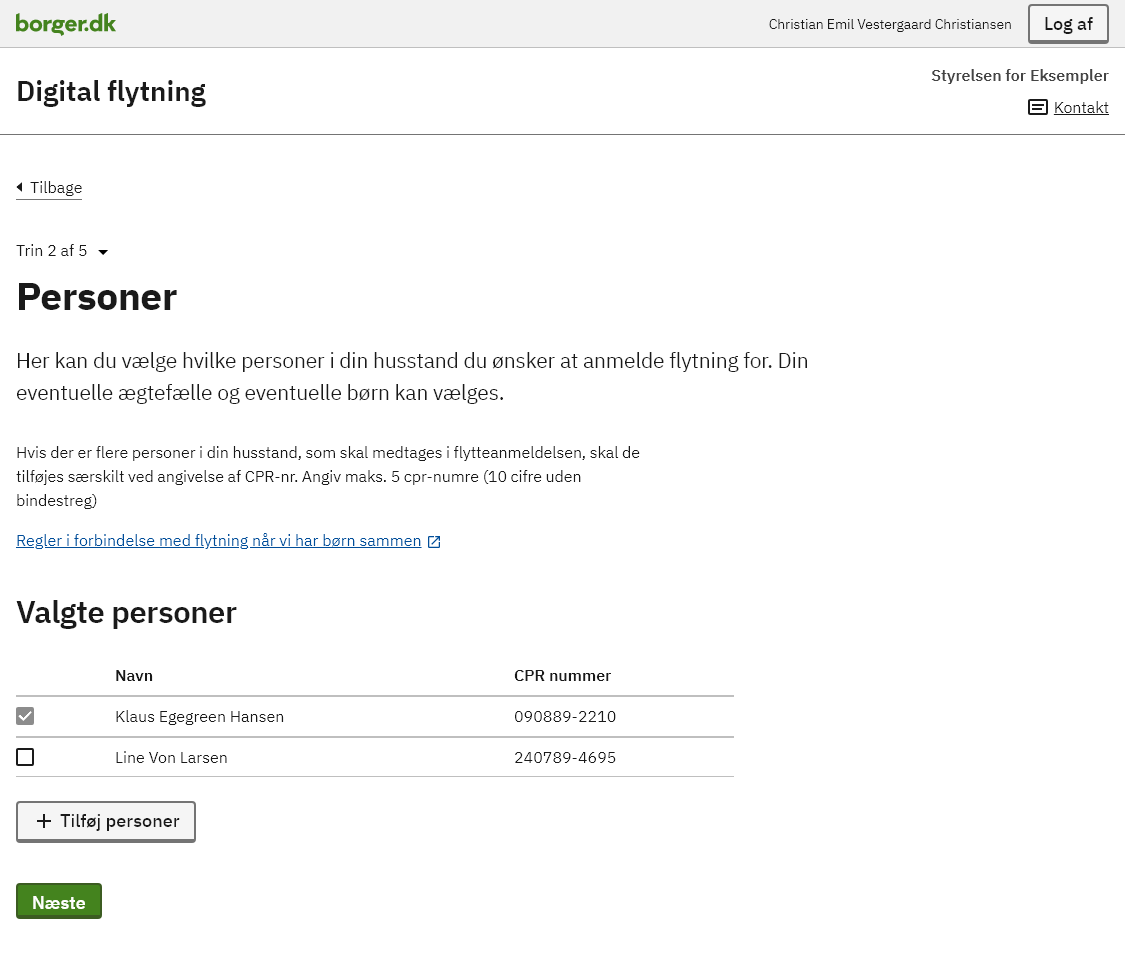 borger.dk
Christian Emil Vestergaard Christiansen
Log af
Digital flytning
Styrelsen for Eksempler
Kontakt
Tilbage
Trin 2 af 5
Personer
Her kan du vælge hvilke personer i din husstand du ønsker at anmelde flytning for. Din
eventuelle ægtefælle og eventuelle børn kan vælges.
Hvis der er flere personer i din husstand, som skal medtages i flytteanmeldelsen, skal de
tilføjes særskilt ved angivelse af CPR-nr. Angiv maks. 5 cpr-numre (10 cifre uden
bindestreg)
Regler i forbindelse med flytning når vi har børn sammen
Valgte personer
Navn CPR nummer
Klaus Egegreen Hansen 090889-2210
Line Von Larsen 240789-4695
Tilføj personer
Næste